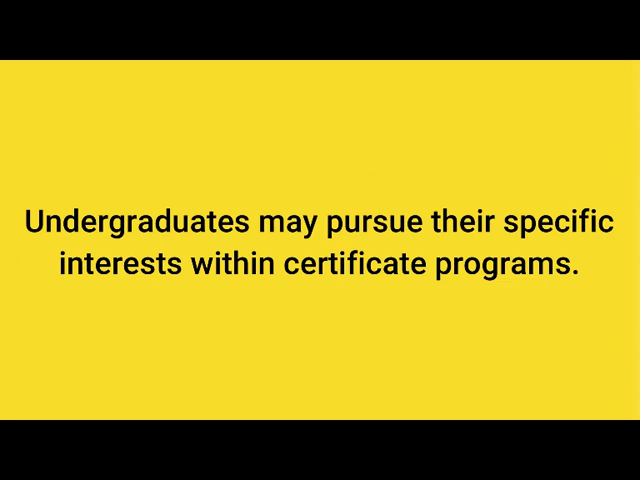 Undergraduates may pursue their specific
interests within certificate programs.